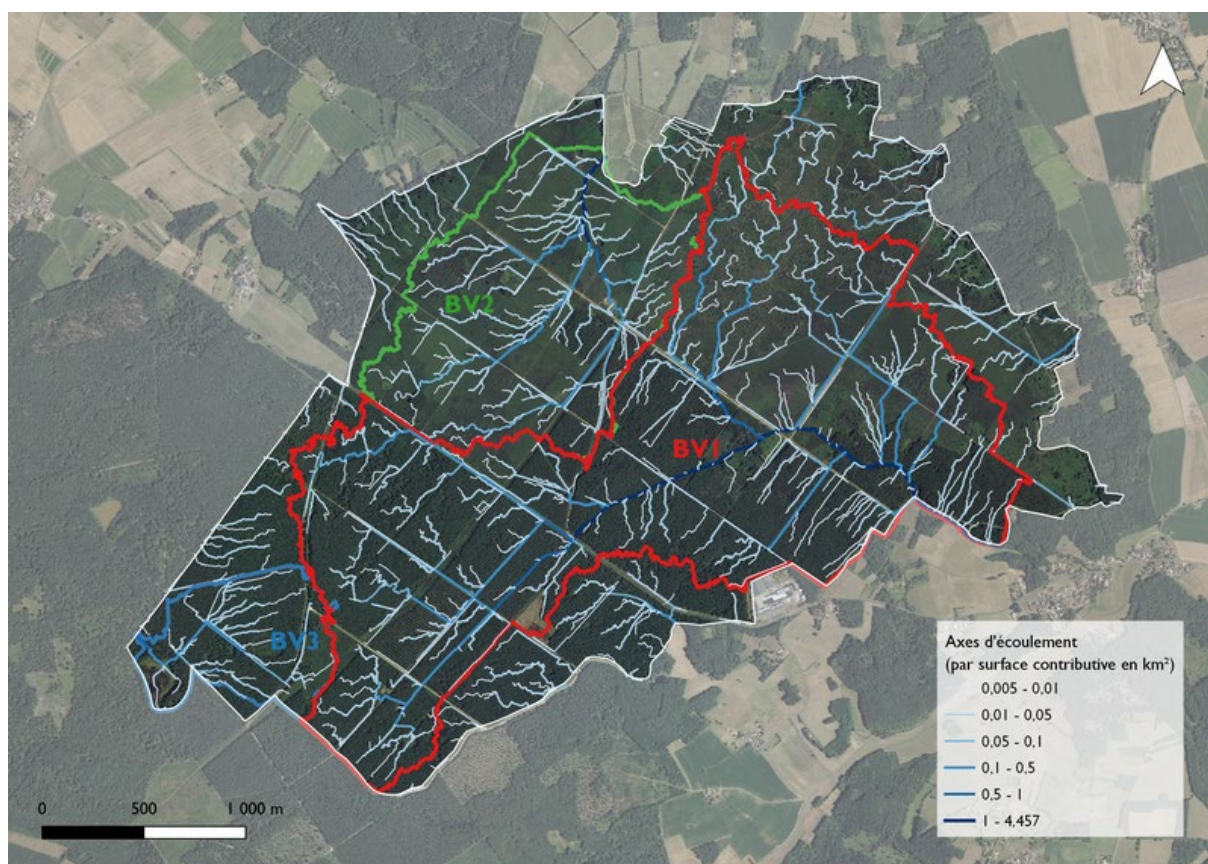 BV2
BV1
BV3
Axes d'écoulement
(par surface contributive en km²)
0,005 - 0,01
0,01 - 0,05
0,05 - 0,1
0,1 - 0,5
0,5 - 1
1 - 4,457
0 500 1 000 m